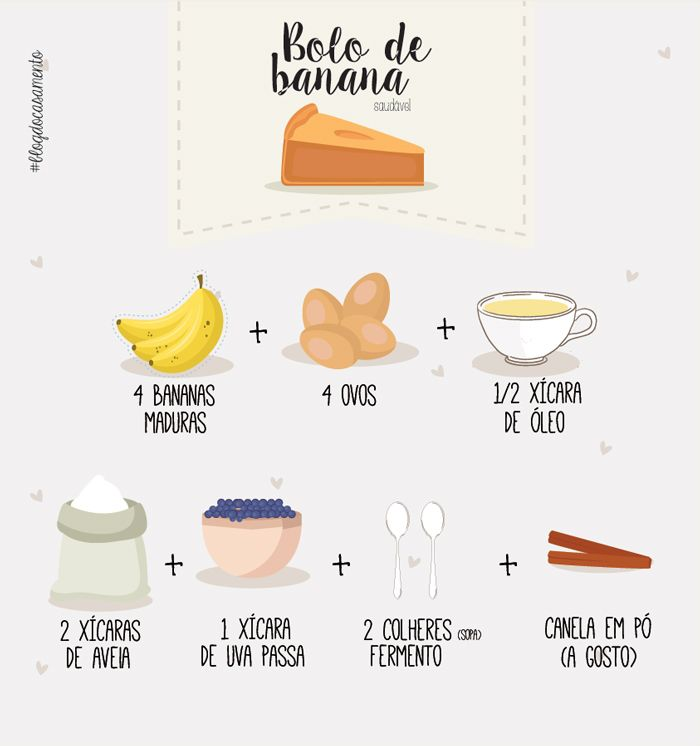 Bolo de
banana
saudável
#blogdocasamento
4 BANANAS
MADURAS
+
4 OVOS
+
1/2 XÍCARA
DE ÓLEO
2 XÍCARAS
DE AVEIA
+
1 XÍCARA
DE UVA PASSA
+
2 COLHERES (SOPA)
FERMENTO
+
CANELA EM PÓ
(A GOSTO)